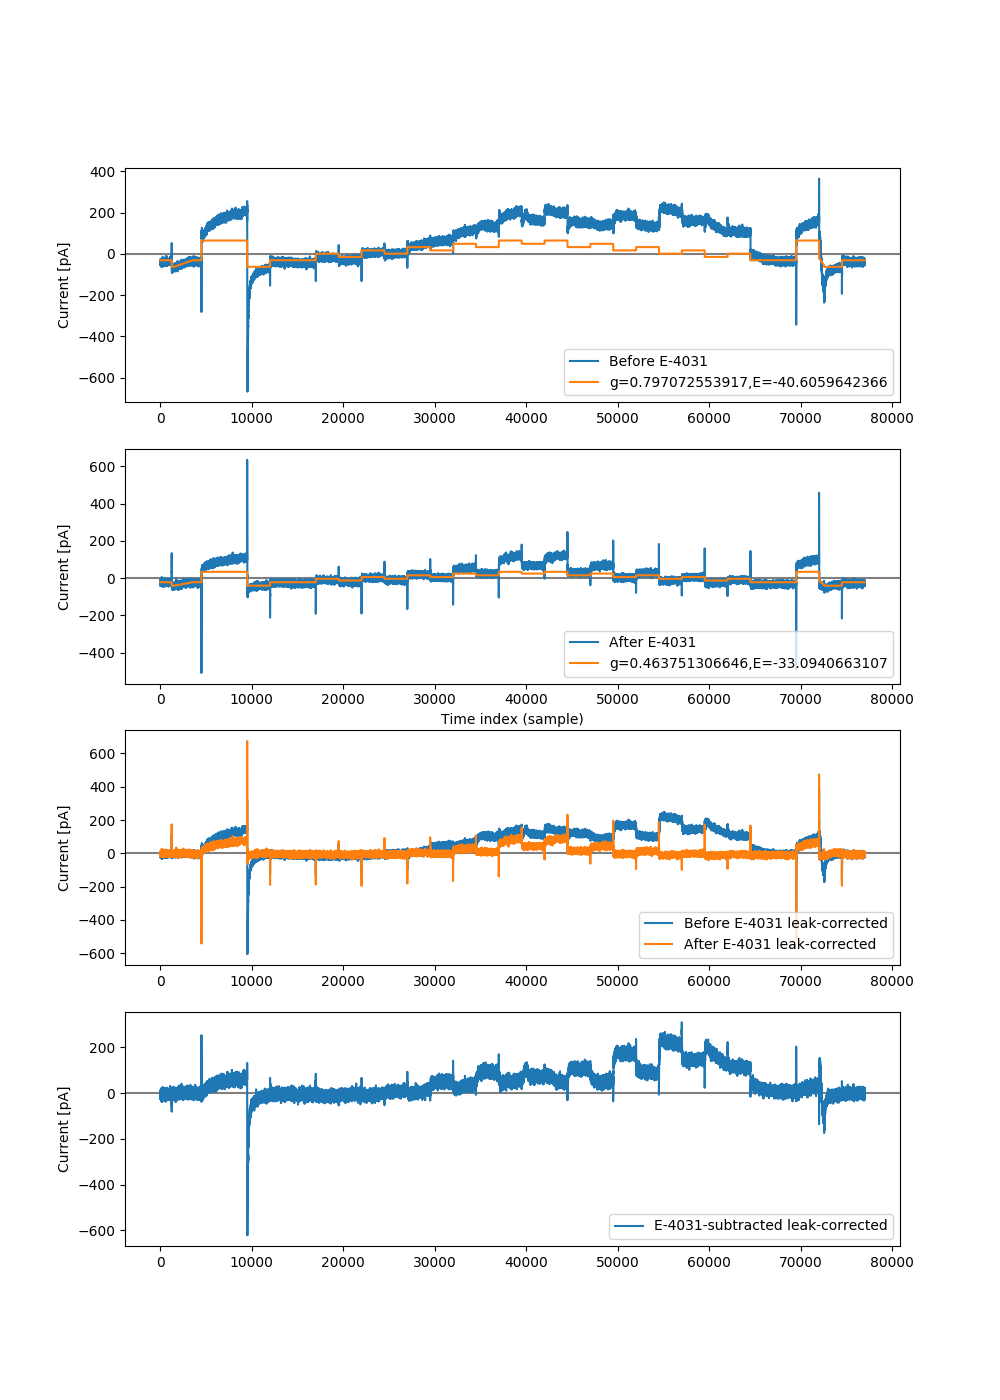 400
200
0
−200
−400
−600
Current [pA]
Before E-4031
g=0.797072553917,E=-40.6059642366
0 10000 20000 30000 40000 50000 60000 70000 80000
600
400
200
0
−200
−400
Current [pA]
After E-4031
g=0.463751306646,E=-33.0940663107
0 10000 20000 30000 40000 50000 60000 70000 80000
Time index (sample)
600
400
200
0
−200
−400
−600
Current [pA]
Before E-4031 leak-corrected
After E-4031 leak-corrected
0 10000 20000 30000 40000 50000 60000 70000 80000
200
0
−200
−400
−600
Current [pA]
E-4031-subtracted leak-corrected
0 10000 20000 30000 40000 50000 60000 70000 80000